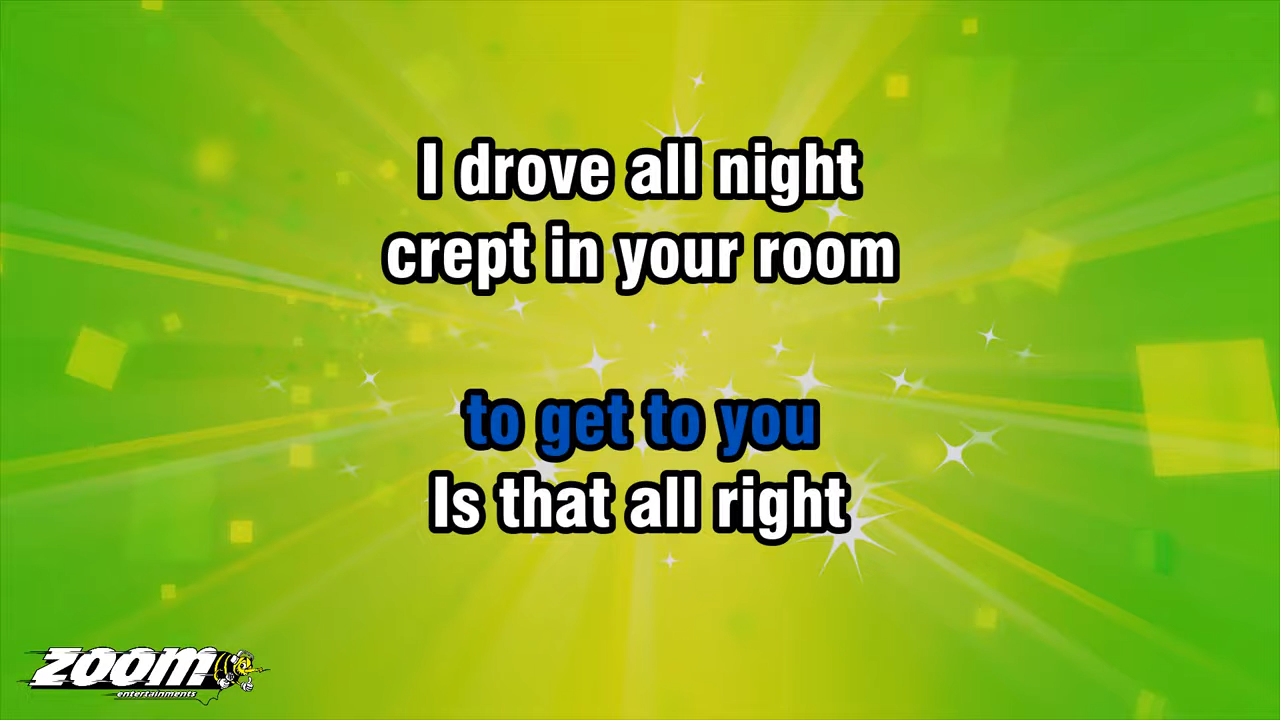 I drove all night
crept in your room
to get to you
Is that all right
zoom
entertainments